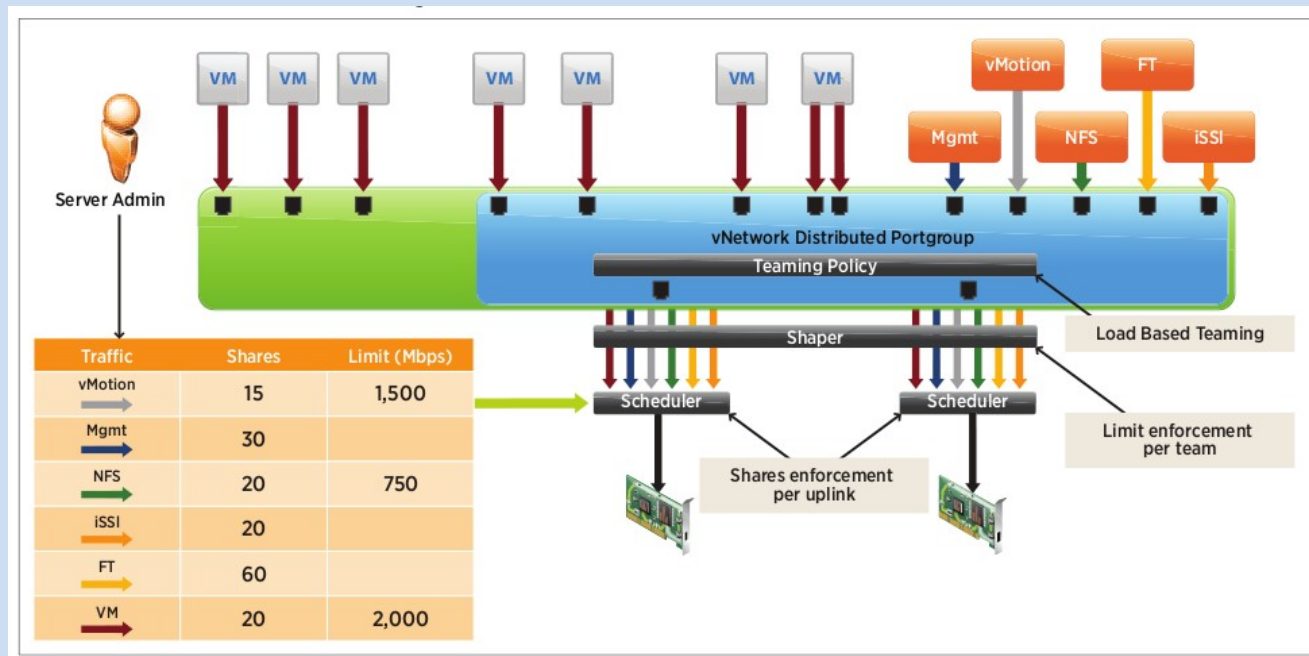 VM
VM
VM
VM
VM
VM
VM
vMotion
FT
Mgmt
NFS
iSSI
Server Admin
vNetwork Distributed Portgroup
Teaming Policy
Load Based Teaming
Shaper
Traffic Shares Limit (Mbps)
vMotion 15 1,500
Mgmt 30
NFS 20 750
iSSI 20
FT 60
VM 20 2,000
Scheduler
Scheduler
Limit enforcement
per team
Shares enforcement
per uplink